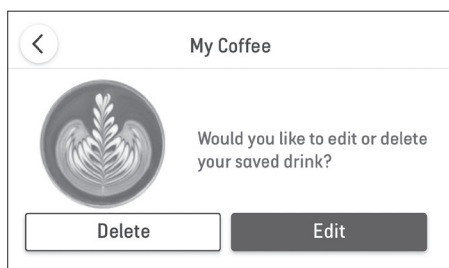 My Coffee
Would you like to edit or delete
your saved drink?
Delete
Edit